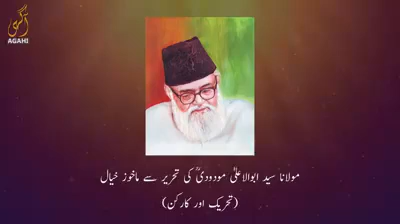 آگہی
AGAHI
مولانا سید ابوالاعلیٰ مودودیؒ کی تحریر سے ماخوذ خیال
(تحریک اور کارکن)